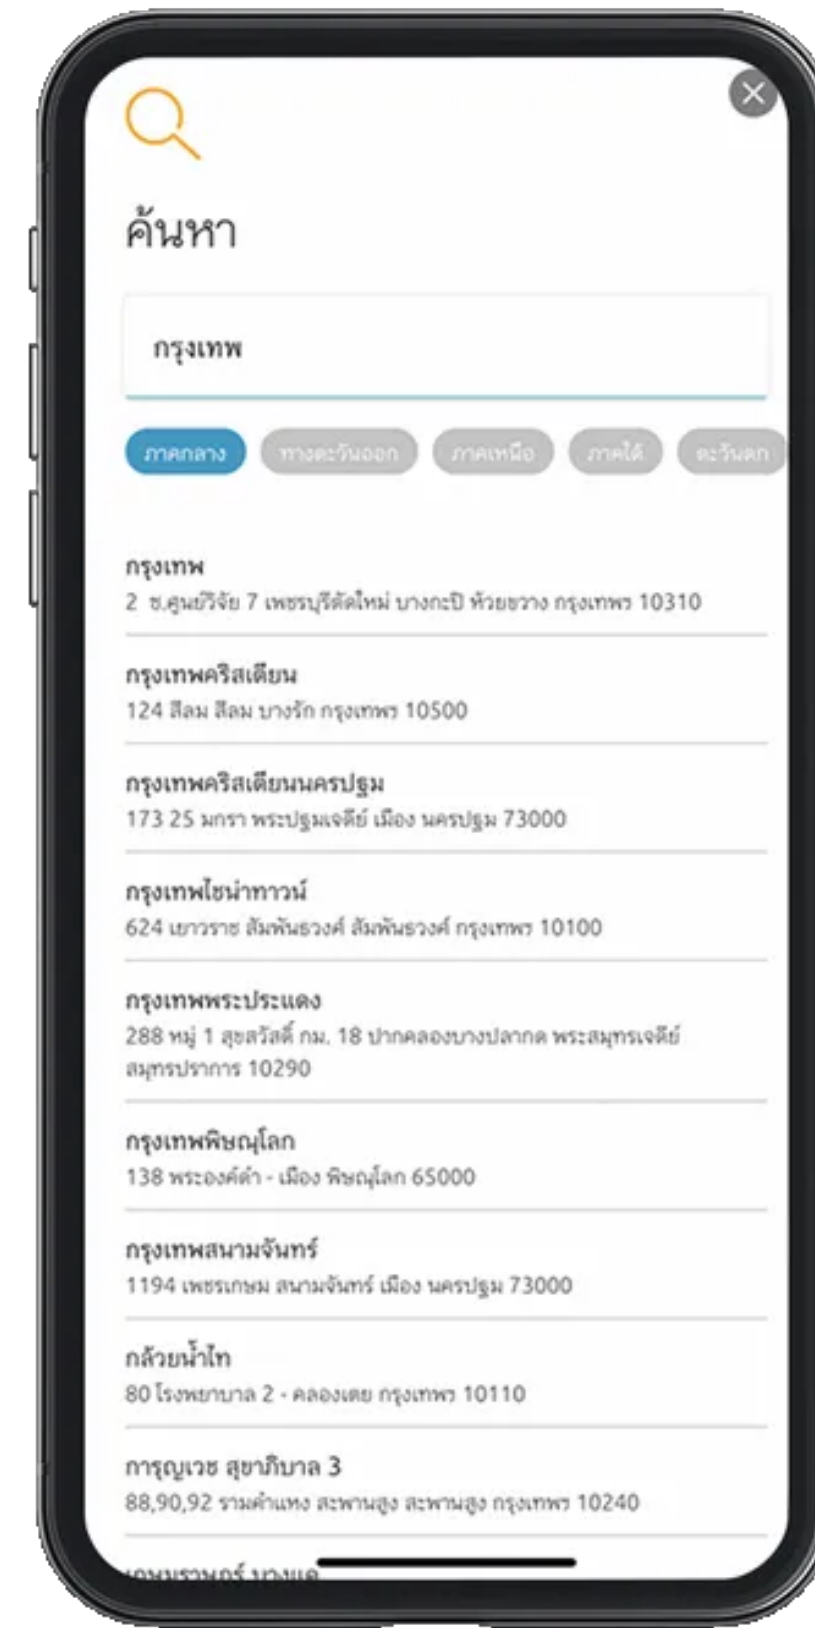 ค้นหา
กรุงเทพ
ภาคกลาง ทางตะวันออก ภาคเหนือ ภาคใต้ ตะวันตก
กรุงเทพ
2 ซ.ศูนย์วิจัย 7 เพชรบุรีตัดใหม่ บางกะปิ ห้วยขวาง กรุงเทพฯ 10310
กรุงเทพคริสเตียน
124 สีลม สีลม บางรัก กรุงเทพฯ 10500
กรุงเทพคริสเตียนนครปฐม
173 25 มกรา พระปฐมเจดีย์ เมือง นครปฐม 73000
กรุงเทพไชน่าทาวน์
624 เยาวราช สัมพันธวงศ์ สัมพันธวงศ์ กรุงเทพฯ 10100
กรุงเทพพระประแดง
288 หมู่ 1 สุขสวัสดิ์ กม. 18 ปากคลองบางปลากด พระสมุทรเจดีย์
สมุทรปราการ 10290
กรุงเทพพิษณุโลก
138 พระองค์ดำ - เมือง พิษณุโลก 65000
กรุงเทพสนามจันทร์
1194 เพชรเกษม สนามจันทร์ เมือง นครปฐม 73000
กล้วยน้ำไท
80 โรงพยาบาล 2 - คลองเตย กรุงเทพฯ 10110
การุญเวช สุขาภิบาล 3
88,90,92 รามคำแหง สะพานสูง สะพานสูง กรุงเทพฯ 10240
เกษมราษฎร์ บางแค